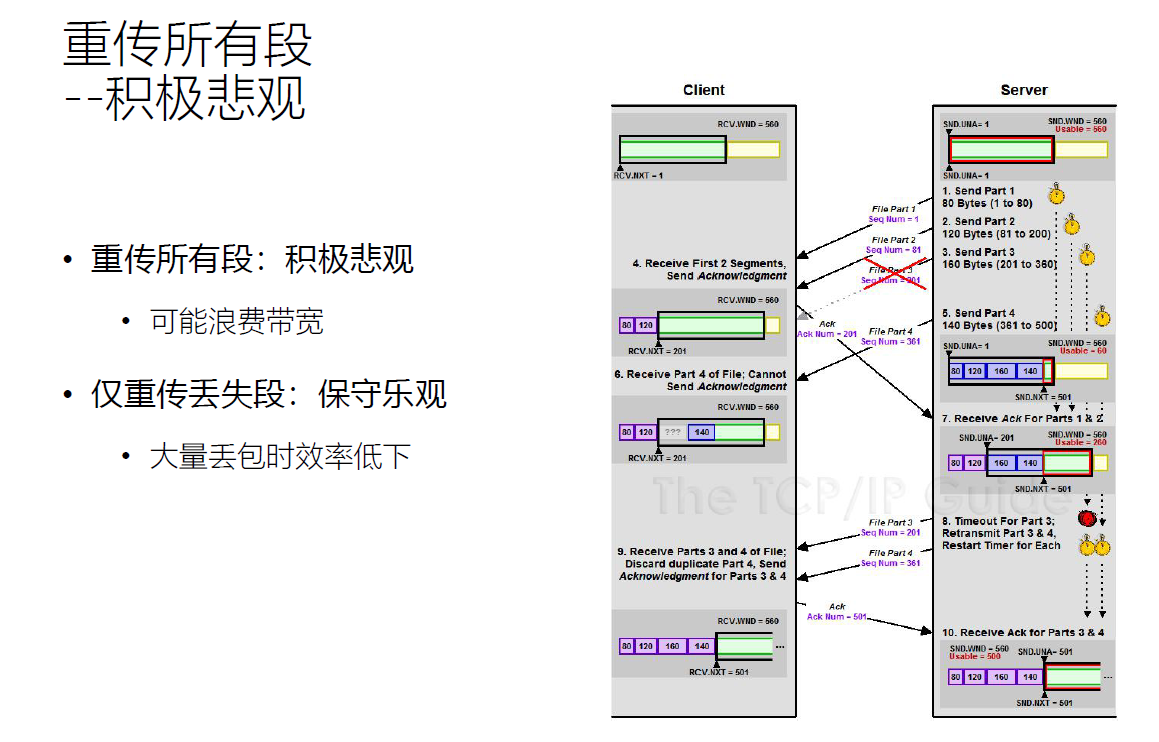 重传所有段
--积极悲观
• 重传所有段：积极悲观
• 可能浪费带宽
• 仅重传丢失段：保守乐观
• 大量丢包时效率低下
Client
RCV.WND = 560
RCV.NXT = 1
4. Receive First 2 Segments,
Send Acknowledgment
RCV.WND = 560
80 120
RCV.NXT = 201
6. Receive Part 4 of File; Cannot
Send Acknowledgment
RCV.WND = 560
80 120 ??? 140
RCV.NXT = 201
9. Receive Parts 3 and 4 of File;
Discard duplicate Part 4, Send
Acknowledgment for Parts 3 & 4
RCV.WND = 560
80 120 160 140 ...
RCV.NXT = 501
File Part 1
Seq Num = 1
File Part 2
Seq Num = 81
File Part 3
Seq Num = 201
Ack
Ack Num = 201
File Part 4
Seq Num = 361
File Part 3
Seq Num = 201
File Part 4
Seq Num = 361
Ack
Ack Num = 501
Server
SND.UNA= 1
SND.WND = 560
Usable = 560
SND.UNA= 1
1. Send Part 1
80 Bytes (1 to 80)
2. Send Part 2
120 Bytes (81 to 200)
3. Send Part 3
160 Bytes (201 to 360)
5. Send Part 4
140 Bytes (361 to 500)
SND.UNA= 1
SND.WND = 560
Usable = 60
80 120 160 140
SND.NXT = 501
7. Receive Ack For Parts 1 & 2
SND.UNA= 201
SND.WND = 560
Usable = 260
80 120 160 140
SND.NXT = 501
8. Timeout For Part 3;
Retransmit Part 3 & 4,
Restart Timer for Each
10. Receive Ack for Parts 3 & 4
SND.WND = 560
Usable = 500
SND.UNA= 501
80 120 160 140 ...
SND.NXT = 501
The TCP/IP Guide